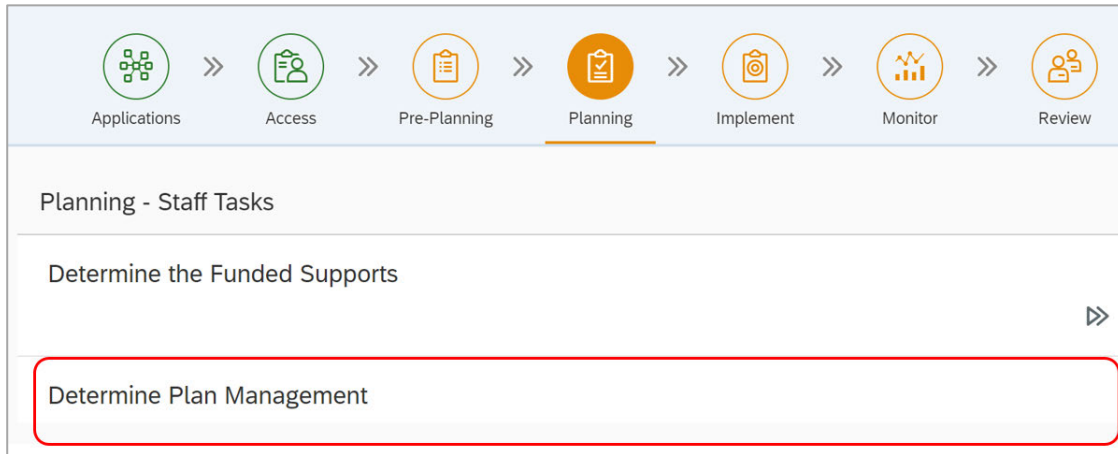 Applications Access Pre-Planning Planning Implement Monitor Review
Planning - Staff Tasks
Determine the Funded Supports
Determine Plan Management